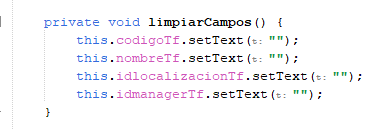 private void limpiarCampos() {
this.codigoTf.setText(t: "");
this.nombreTf.setText(t: "");
this.idlocalizacionTf.setText(t: "");
this.idmanagerTf.setText(t: "");
}